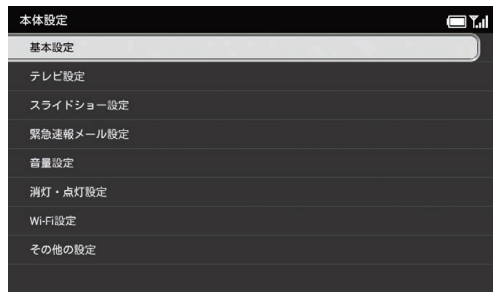 本体設定
基本設定
テレビ設定
スライドショー設定
緊急速報メール設定
音量設定
消灯・点灯設定
Wi-Fi設定
その他の設定